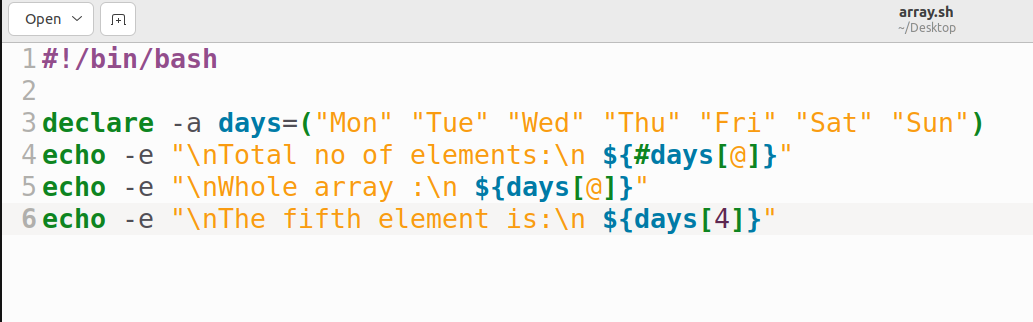 Open
array.sh
~/Desktop
1 #!/bin/bash
2
3 declare -a days=("Mon" "Tue" "Wed" "Thu" "Fri" "Sat" "Sun")
4 echo -e "\nTotal no of elements:\n ${#days[@]}"
5 echo -e "\nWhole array :\n ${days[@]}"
6 echo -e "\nThe fifth element is:\n ${days[4]}"